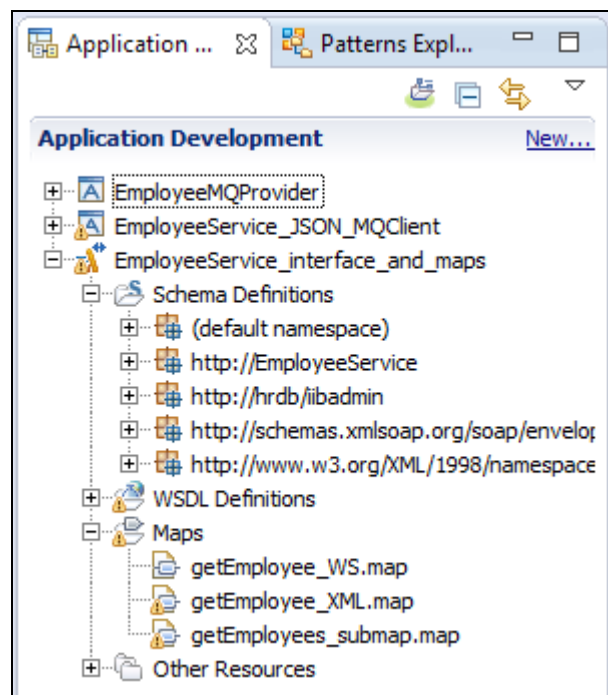 Application ... Patterns Expl...
Application Development New...
EmployeeMQProvider
EmployeeService_JSON_MQClient
EmployeeService_interface_and_maps
Schema Definitions
(default namespace)
http://EmployeeService
http://hrdb/iibadmin
http://schemas.xmlsoap.org/soap/envelop
http://www.w3.org/XML/1998/namespace
WSDL Definitions
Maps
getEmployee_WS.map
getEmployee_XML.map
getEmployees_submap.map
Other Resources